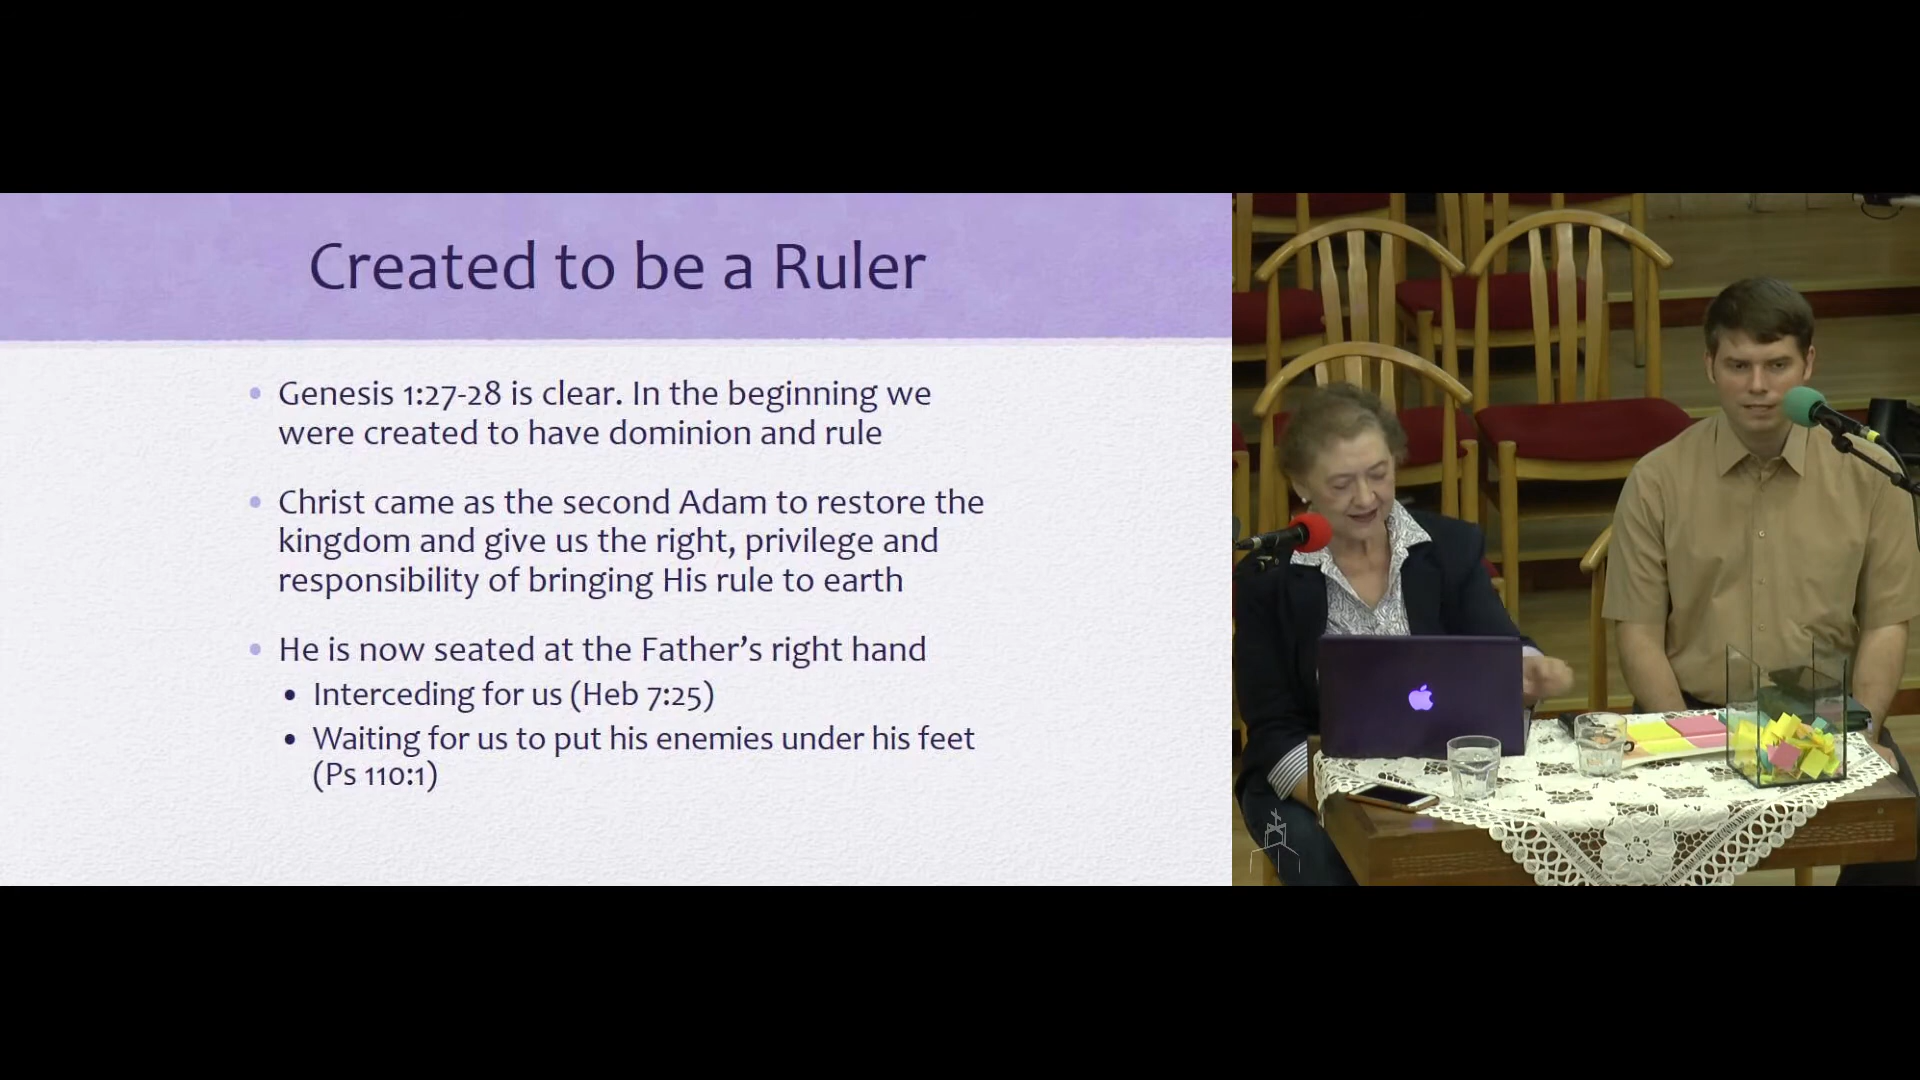 Created to be a Ruler
• Genesis 1:27-28 is clear. In the beginning we
were created to have dominion and rule
• Christ came as the second Adam to restore the
kingdom and give us the right, privilege and
responsibility of bringing His rule to earth
• He is now seated at the Father’s right hand
• Interceding for us (Heb 7:25)
• Waiting for us to put his enemies under his feet
(Ps 110:1)